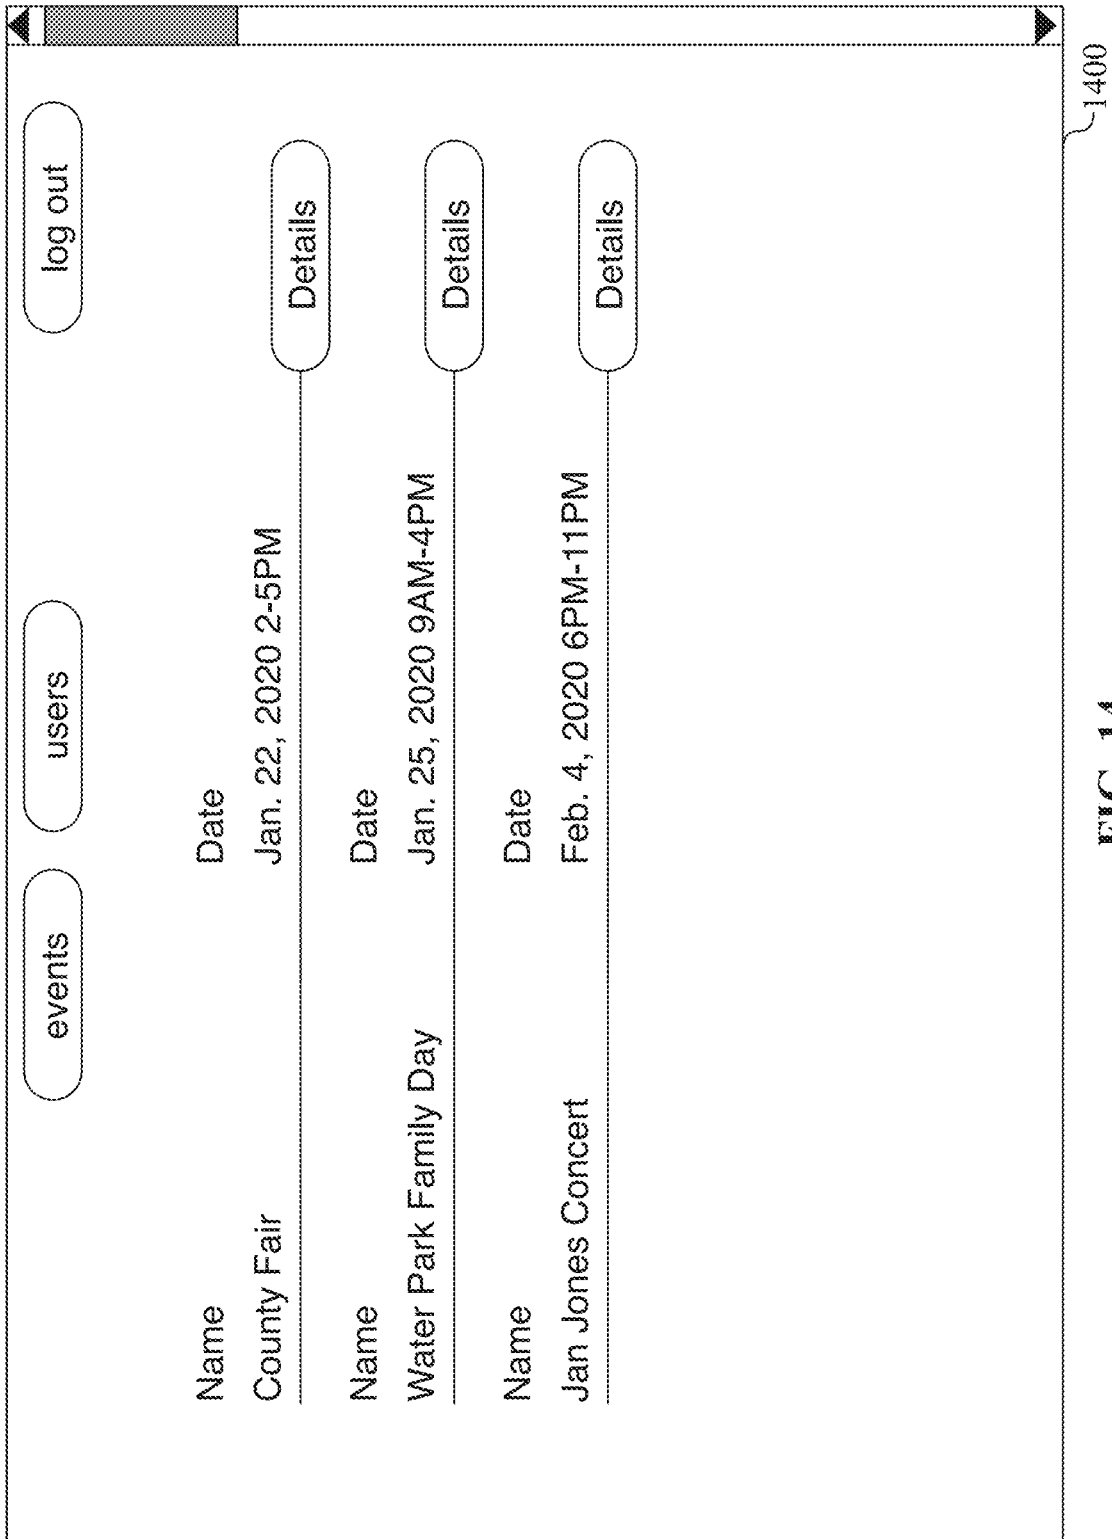 events users log out
Name Date
County Fair Jan. 22, 2020 2-5PM
Details
Name Date
Water Park Family Day Jan. 25, 2020 9AM-4PM
Details
Name Date
Jan Jones Concert Feb. 4, 2020 6PM-11PM
Details
1400
FIG. 14